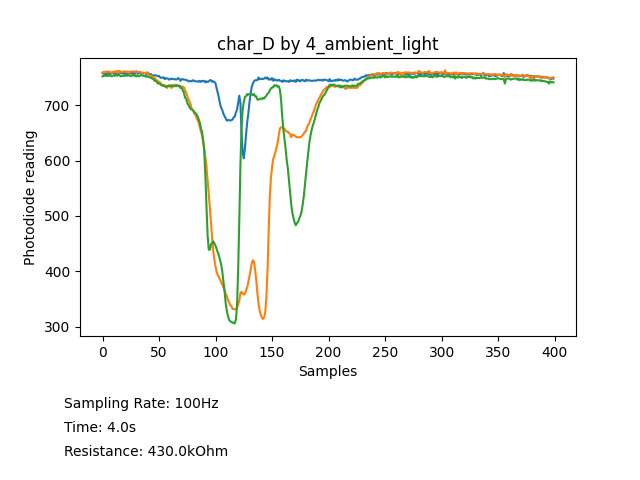 char_D by 4_ambient_light
Photodiode reading
700
600
500
400
300
0 50 100 150 200 250 300 350 400
Samples
Sampling Rate: 100Hz
Time: 4.0s
Resistance: 430.0kOhm